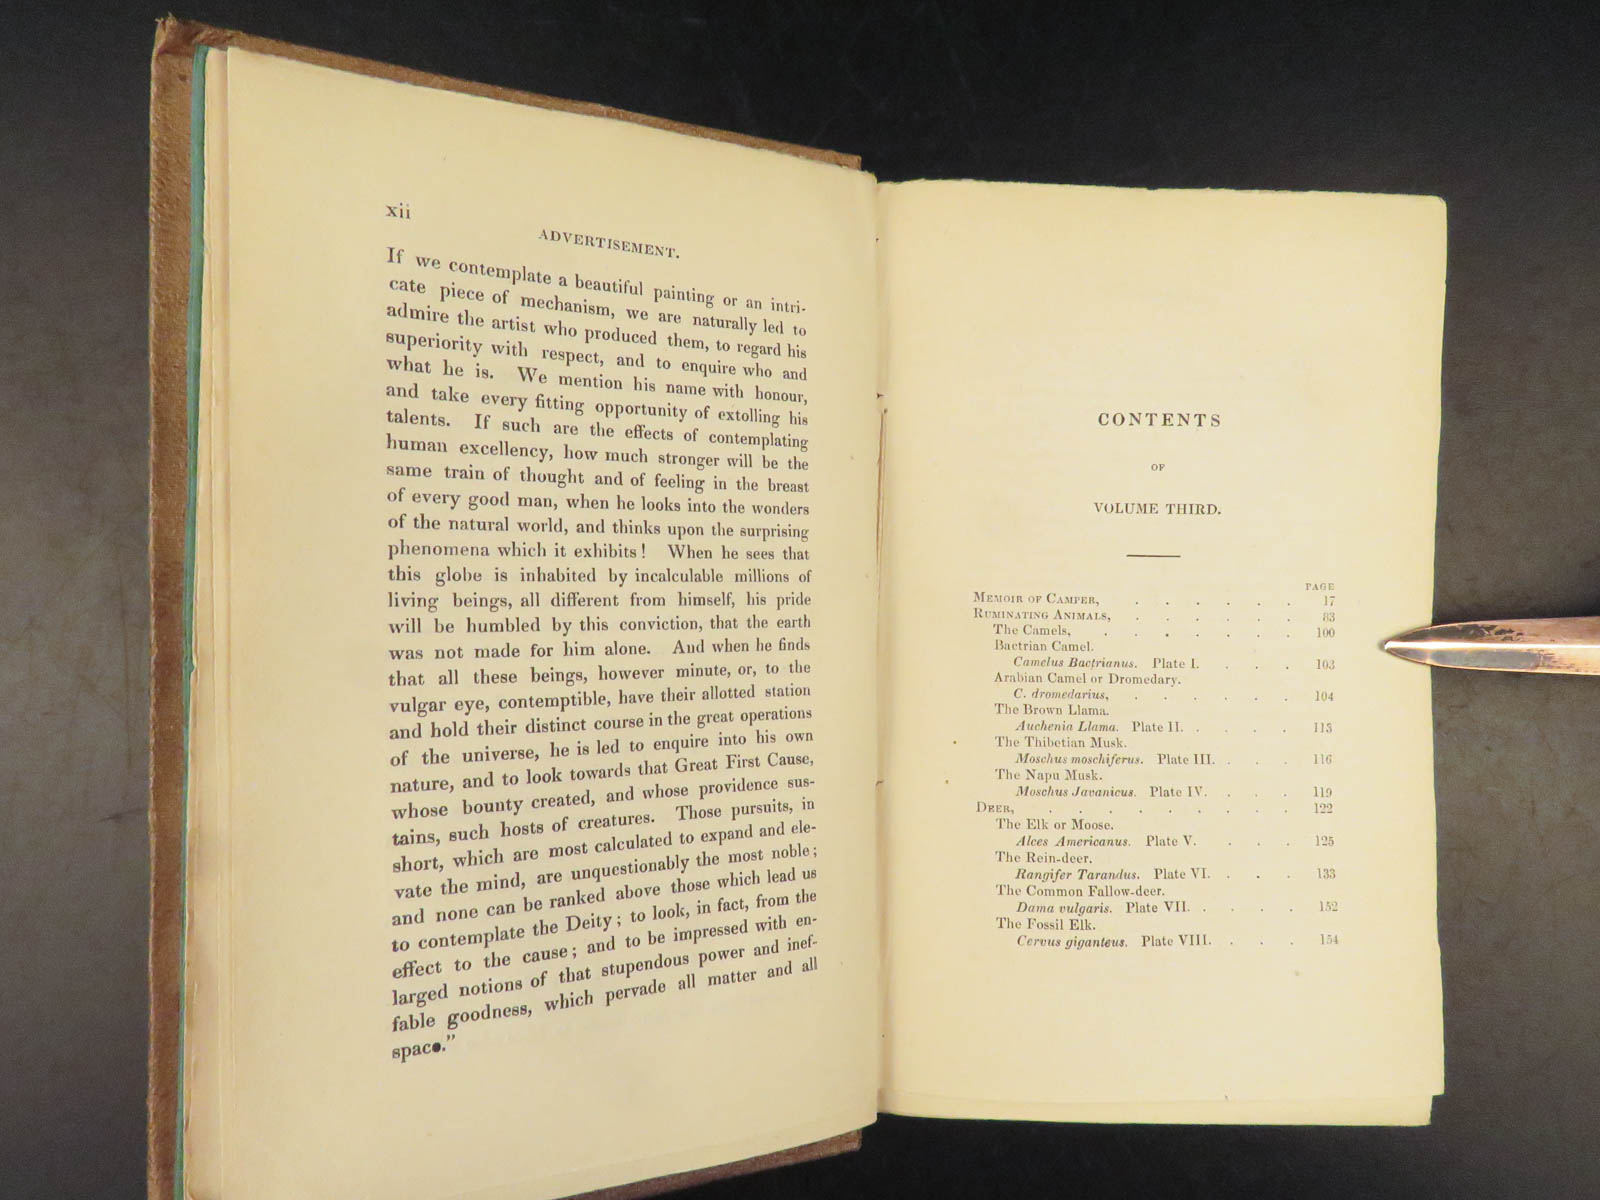 xii
ADVERTISEMENT.
If we contemplate a beautiful painting or an intri-
cate piece of mechanism, we are naturally led to
admire the artist who produced them, to regard his
superiority with respect, and to enquire who and
what he is. We mention his name with honour,
and take every fitting opportunity of extolling his
talents. If such are the effects of contemplating
human excellency, how much stronger will be the
same train of thought and of feeling in the breast
of every good man, when he looks into the wonders
of the natural world, and thinks upon the surprising
phenomena which it exhibits! When he sees that
this globe is inhabited by incalculable millions of
living beings, all different from himself, his pride
will be humbled by this conviction, that the earth
was not made for him alone. And when he finds
that all these beings, however minute, or, to the
vulgar eye, contemptible, have their allotted station
and hold their distinct course in the great operations
of the universe, he is led to enquire into his own
nature, and to look towards that Great First Cause,
whose bounty created, and whose providence sus-
tains, such hosts of creatures. Those pursuits, in
short, which are most calculated to expand and ele-
vate the mind, are unquestionably the most noble;
and none can be ranked above those which lead us
to contemplate the Deity; to look, in fact, from the
effect to the cause; and to be impressed with en-
larged notions of that stupendous power and inef-
fable goodness, which pervade all matter and all
space."
CONTENTS
OF
VOLUME THIRD.
PAGE
MEMOIR OF CAMPER, . . . . . . 17
RUMINATING ANIMALS, . . . . . . 83
The Camels, . . . . . . . 100
Bactrian Camel.
Camelus Bactrianus. Plate I. . . . 103
Arabian Camel or Dromedary.
C. dromedarius, . . . . . . 104
The Brown Llama.
Auchenia Llama. Plate II. . . . . 113
The Thibetian Musk.
Moschus moschiferus. Plate III. . . . 116
The Napu Musk.
Moschus Javanicus. Plate IV. . . . 119
DEER, . . . . . . . . . 122
The Elk or Moose.
Alces Americanus. Plate V. . . . 125
The Rein-deer.
Rangifer Tarandus. Plate VI. . . . 133
The Common Fallow-deer.
Dama vulgaris. Plate VII. . . . . 152
The Fossil Elk.
Cervus giganteus. Plate VIII. . . . 154